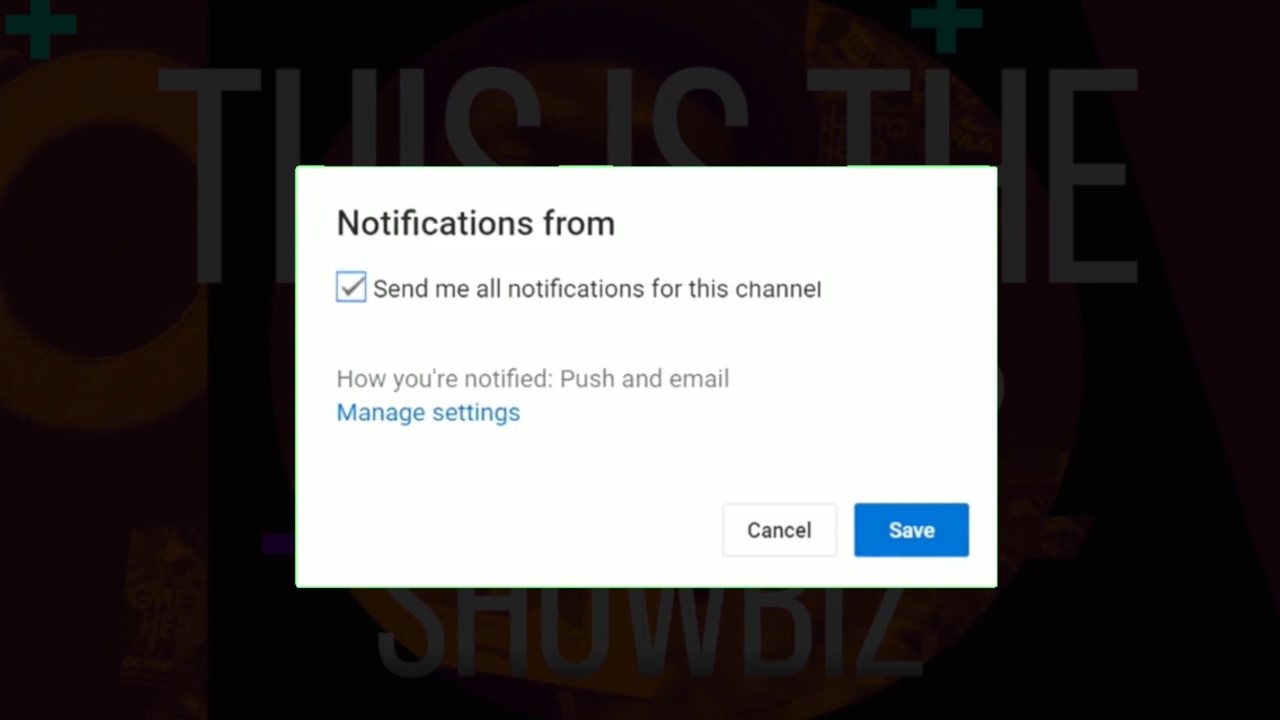 THIS IS THE
FILA
Notifications from
Send me all notifications for this channel
How you're notified: Push and email
Manage settings
Cancel
Save
SHOWBIZ